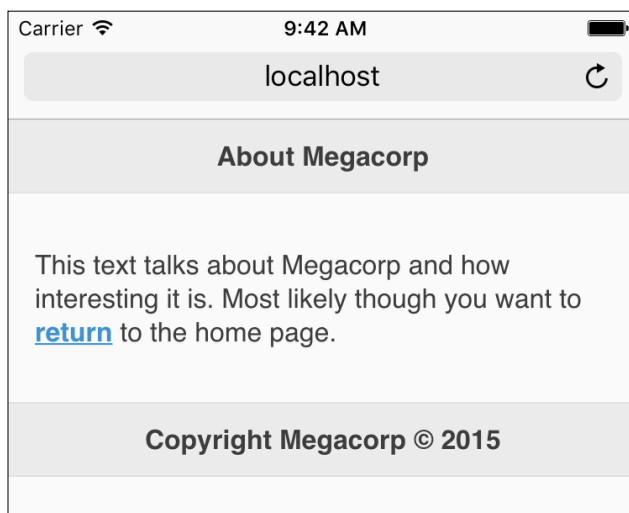 Carrier 9:42 AM
localhost
About Megacorp
This text talks about Megacorp and how
interesting it is. Most likely though you want to
return to the home page.
Copyright Megacorp © 2015